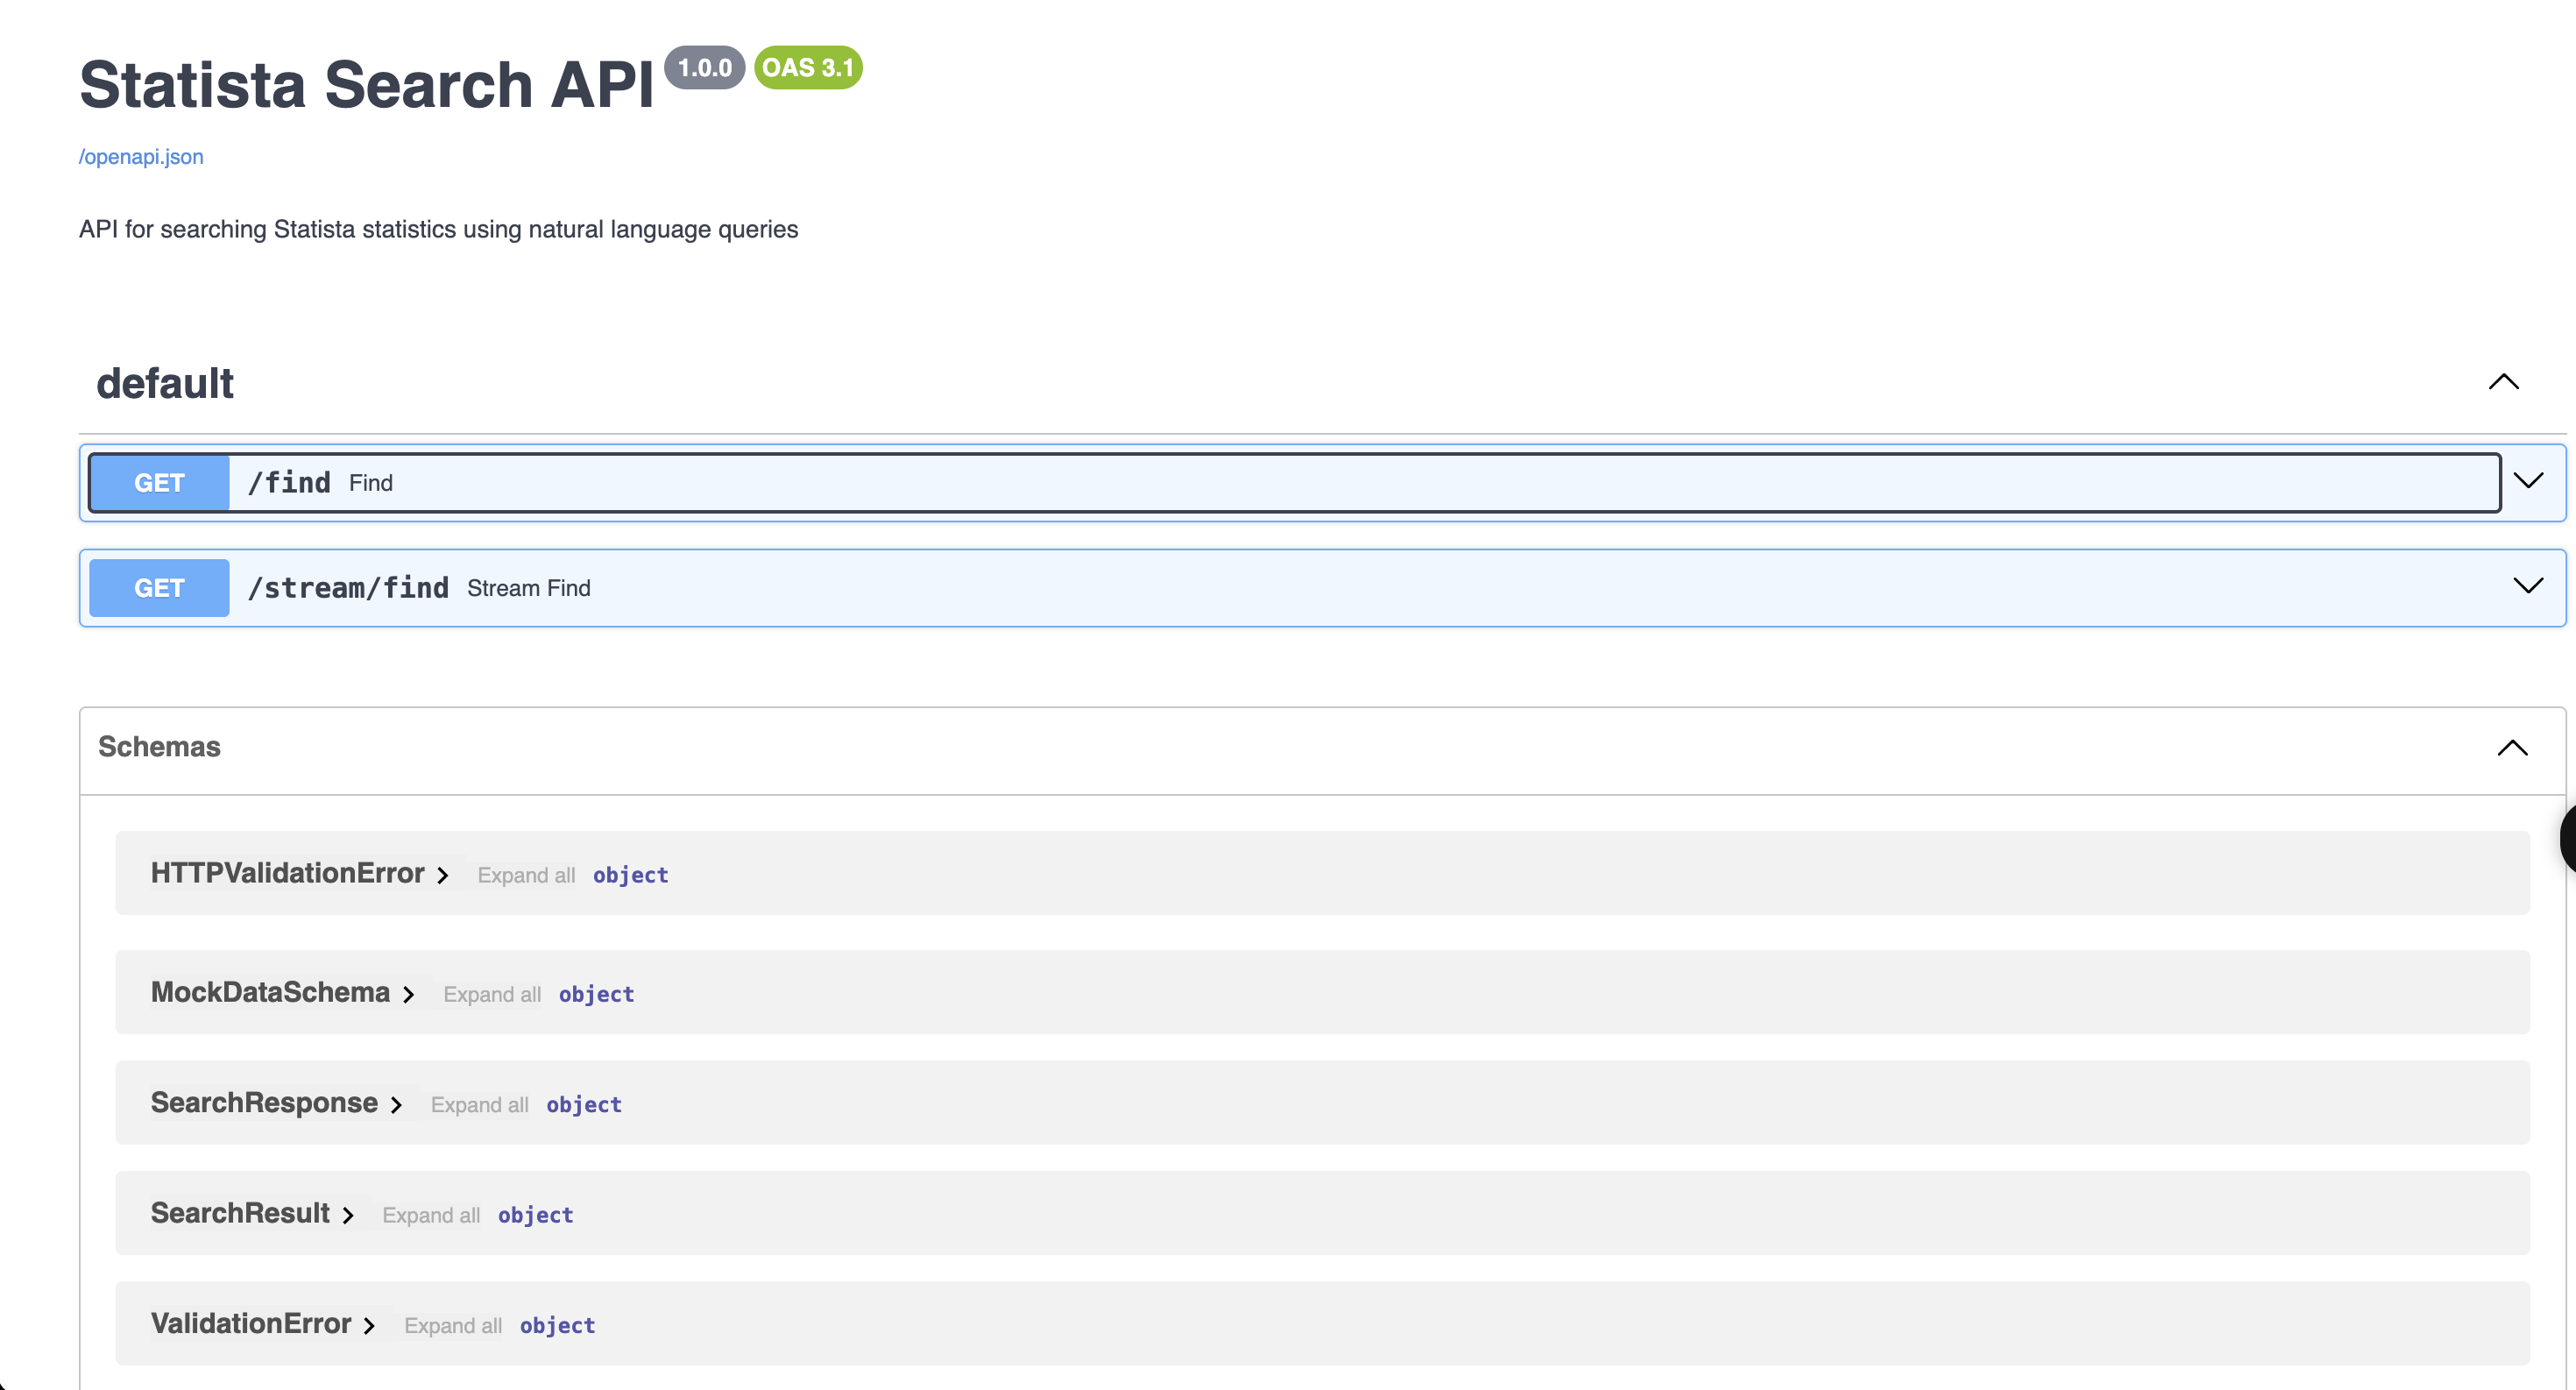 Statista Search API 1.0.0 OAS 3.1
/openapi.json
API for searching Statista statistics using natural language queries
default
GET /find Find
GET /stream/find Stream Find
Schemas
HTTPValidationError Expand all object
MockDataSchema Expand all object
SearchResponse Expand all object
SearchResult Expand all object
ValidationError Expand all object